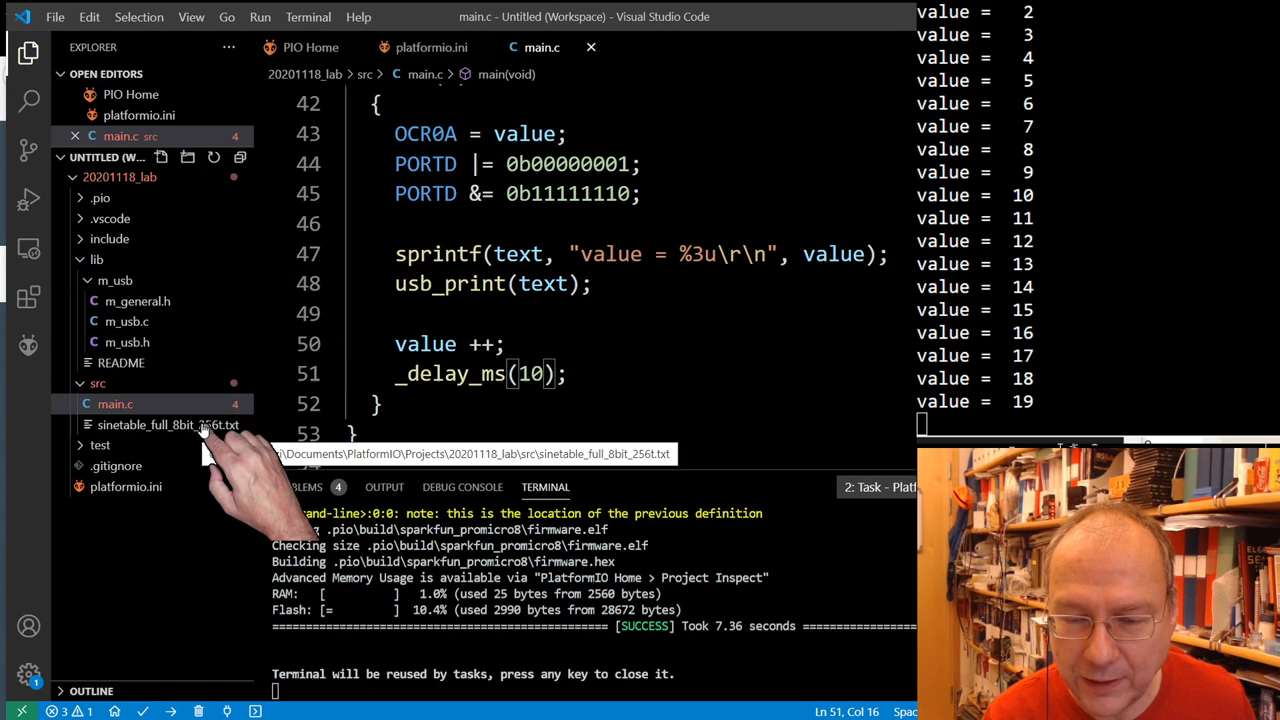 File Edit Selection View Go Run Terminal Help
main.c - Untitled (Workspace) - Visual Studio Code
EXPLORER
OPEN EDITORS
PIO Home
platformio.ini
main.c src 4
UNTITLED (W...
20201118_lab
.pio
.vscode
include
lib
m_usb
m_general.h
m_usb.c
m_usb.h
README
src
main.c 4
sinetable_full_8bit_256t.txt
test
.gitignore
platformio.ini
OUTLINE
PIO Home platformio.ini main.c
20201118_lab > src > C main.c > main(void)
42 {
43 OCR0A = value;
44 PORTD |= 0b00000001;
45 PORTD &= 0b11111110;
46
47 sprintf(text, "value = %3u\r\n", value);
48 usb_print(text);
49
50 value ++;
51 _delay_ms(10);
52 }
53 }
\Documents\PlatformIO\Projects\20201118_lab\src\sinetable_full_8bit_256t.txt
4 OUTPUT DEBUG CONSOLE TERMINAL
2: Task - Platf
note: this is the location of the previous definition
.pio\build\sparkfun_promicro8\firmware.elf
Checking size .pio\build\sparkfun_promicro8\firmware.elf
Building .pio\build\sparkfun_promicro8\firmware.hex
Advanced Memory Usage is available via "PlatformIO Home > Project Inspect"
RAM: [ ] 1.0% (used 25 bytes from 2560 bytes)
Flash: [= ] 10.4% (used 2990 bytes from 28672 bytes)
[SUCCESS] Took 7.36 seconds
Terminal will be reused by tasks, press any key to close it.
3 1
Ln 51, Col 16 Spac
value = 2
value = 3
value = 4
value = 5
value = 6
value = 7
value = 8
value = 9
value = 10
value = 11
value = 12
value = 13
value = 14
value = 15
value = 16
value = 17
value = 18
value = 19